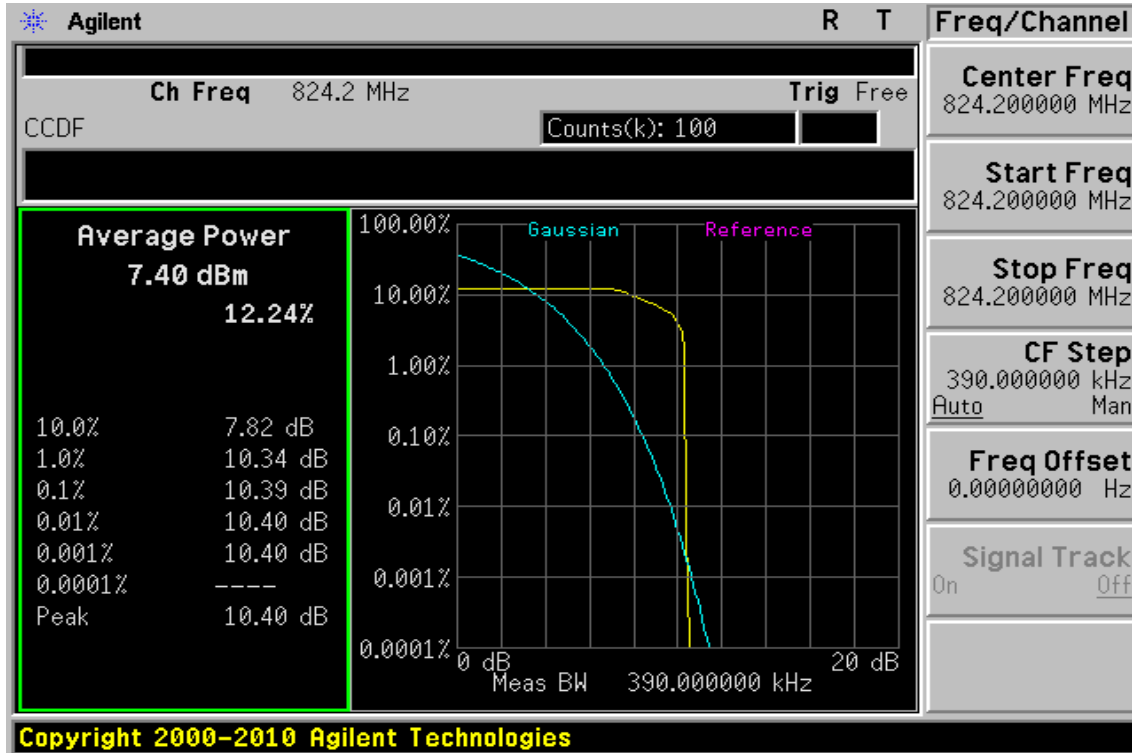 Agilent R T
Ch Freq 824.2 MHz Trig Free
CCDF Counts(k): 100
Average Power
7.40 dBm
12.24%
10.0% 7.82 dB
1.0% 10.34 dB
0.1% 10.39 dB
0.01% 10.40 dB
0.001% 10.40 dB
0.0001% ----
Peak 10.40 dB
Gaussian Reference
100.00%
10.00%
1.00%
0.10%
0.01%
0.001%
0.0001%
0 dB 20 dB
Meas BW 390.000000 kHz
Freq/Channel
Center Freq
824.200000 MHz
Start Freq
824.200000 MHz
Stop Freq
824.200000 MHz
CF Step
390.000000 kHz
Auto Man
Freq Offset
0.00000000 Hz
Signal Track
On Off
Copyright 2000-2010 Agilent Technologies